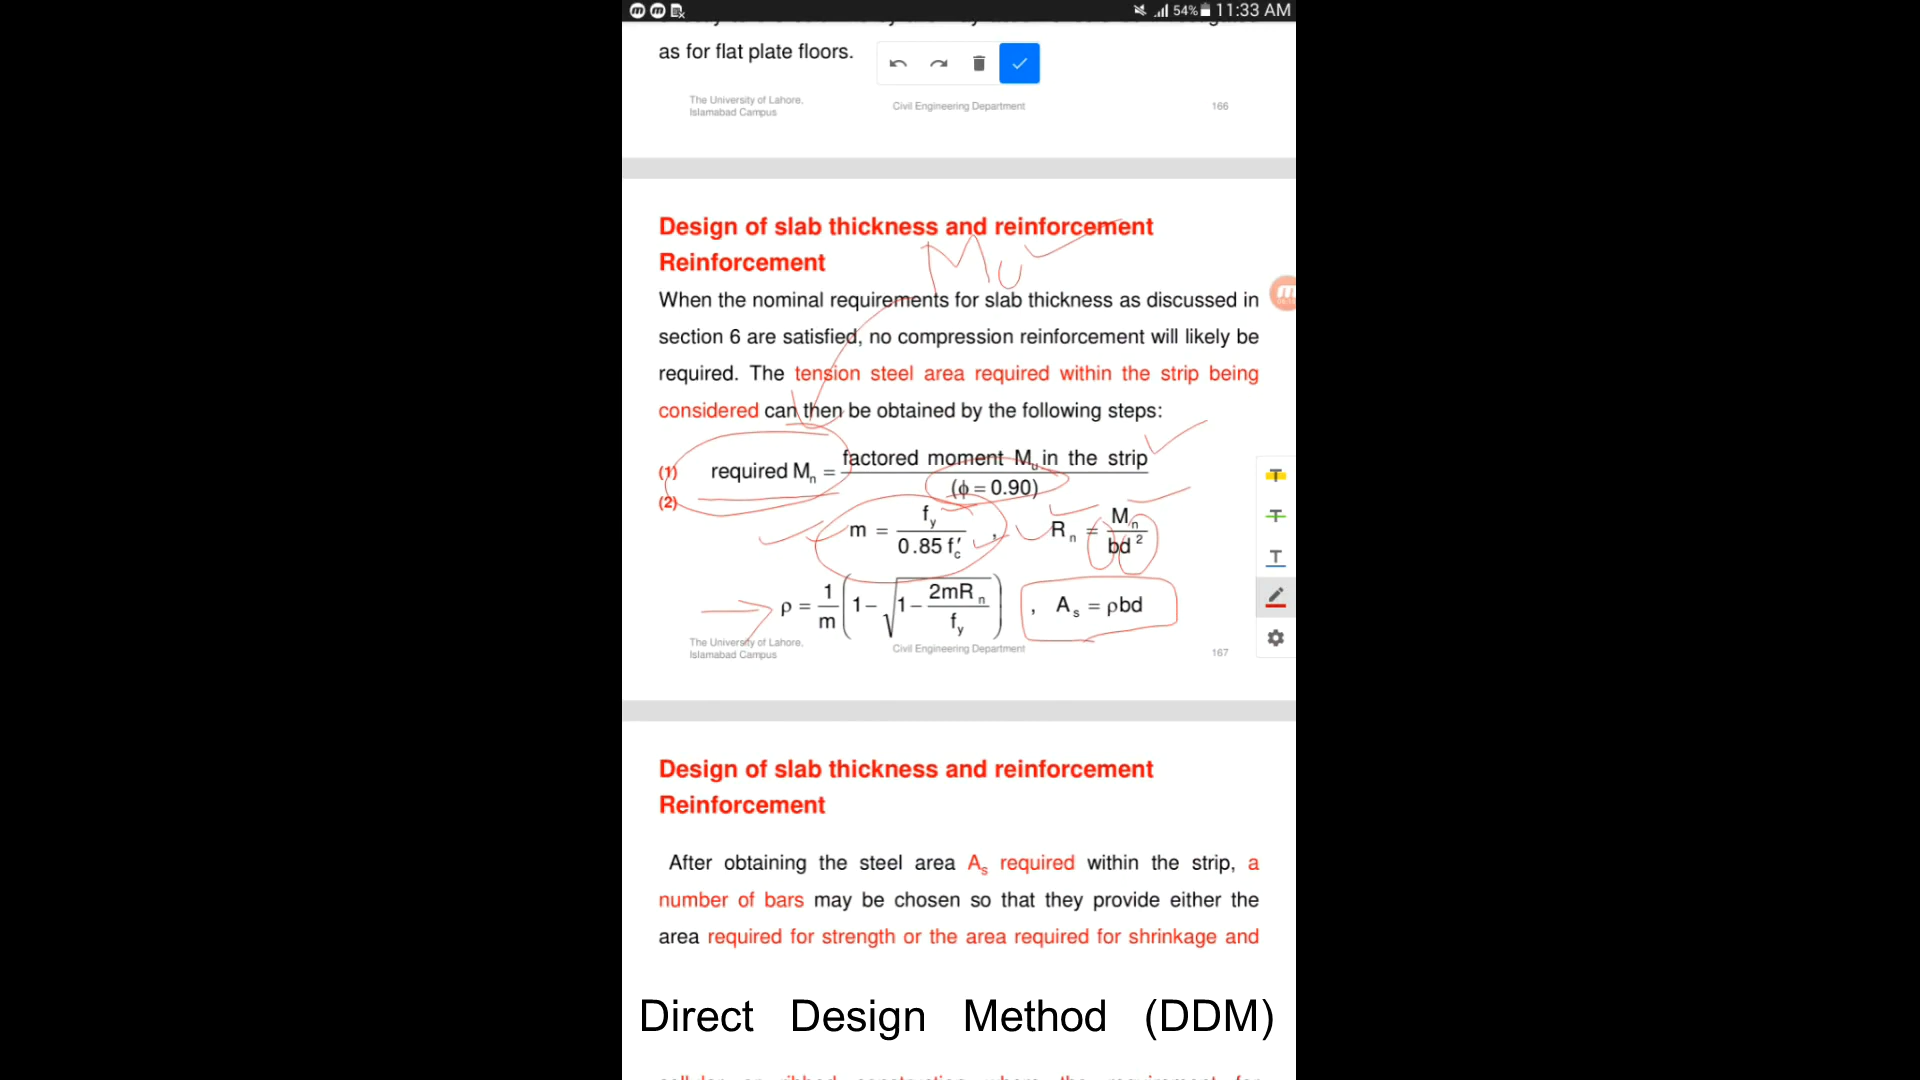 54% 11:33 AM
as for flat plate floors.
The University of Lahore,
Islamabad Campus
Civil Engineering Department
166
Design of slab thickness and reinforcement
Mu
Reinforcement
When the nominal requirements for slab thickness as discussed in
section 6 are satisfied, no compression reinforcement will likely be
required. The tension steel area required within the strip being
considered can then be obtained by the following steps:
(1) required Mn = factored moment Mu in the strip / (ϕ = 0.90)
(2) m = fy / 0.85 f′c , Rn = Mn / bd²
ρ = 1/m (1 − √(1 − 2mRn / fy)) , As = ρbd
The University of Lahore,
Islamabad Campus
Civil Engineering Department
167
Design of slab thickness and reinforcement
Reinforcement
After obtaining the steel area As required within the strip, a
number of bars may be chosen so that they provide either the
area required for strength or the area required for shrinkage and
Direct Design Method (DDM)